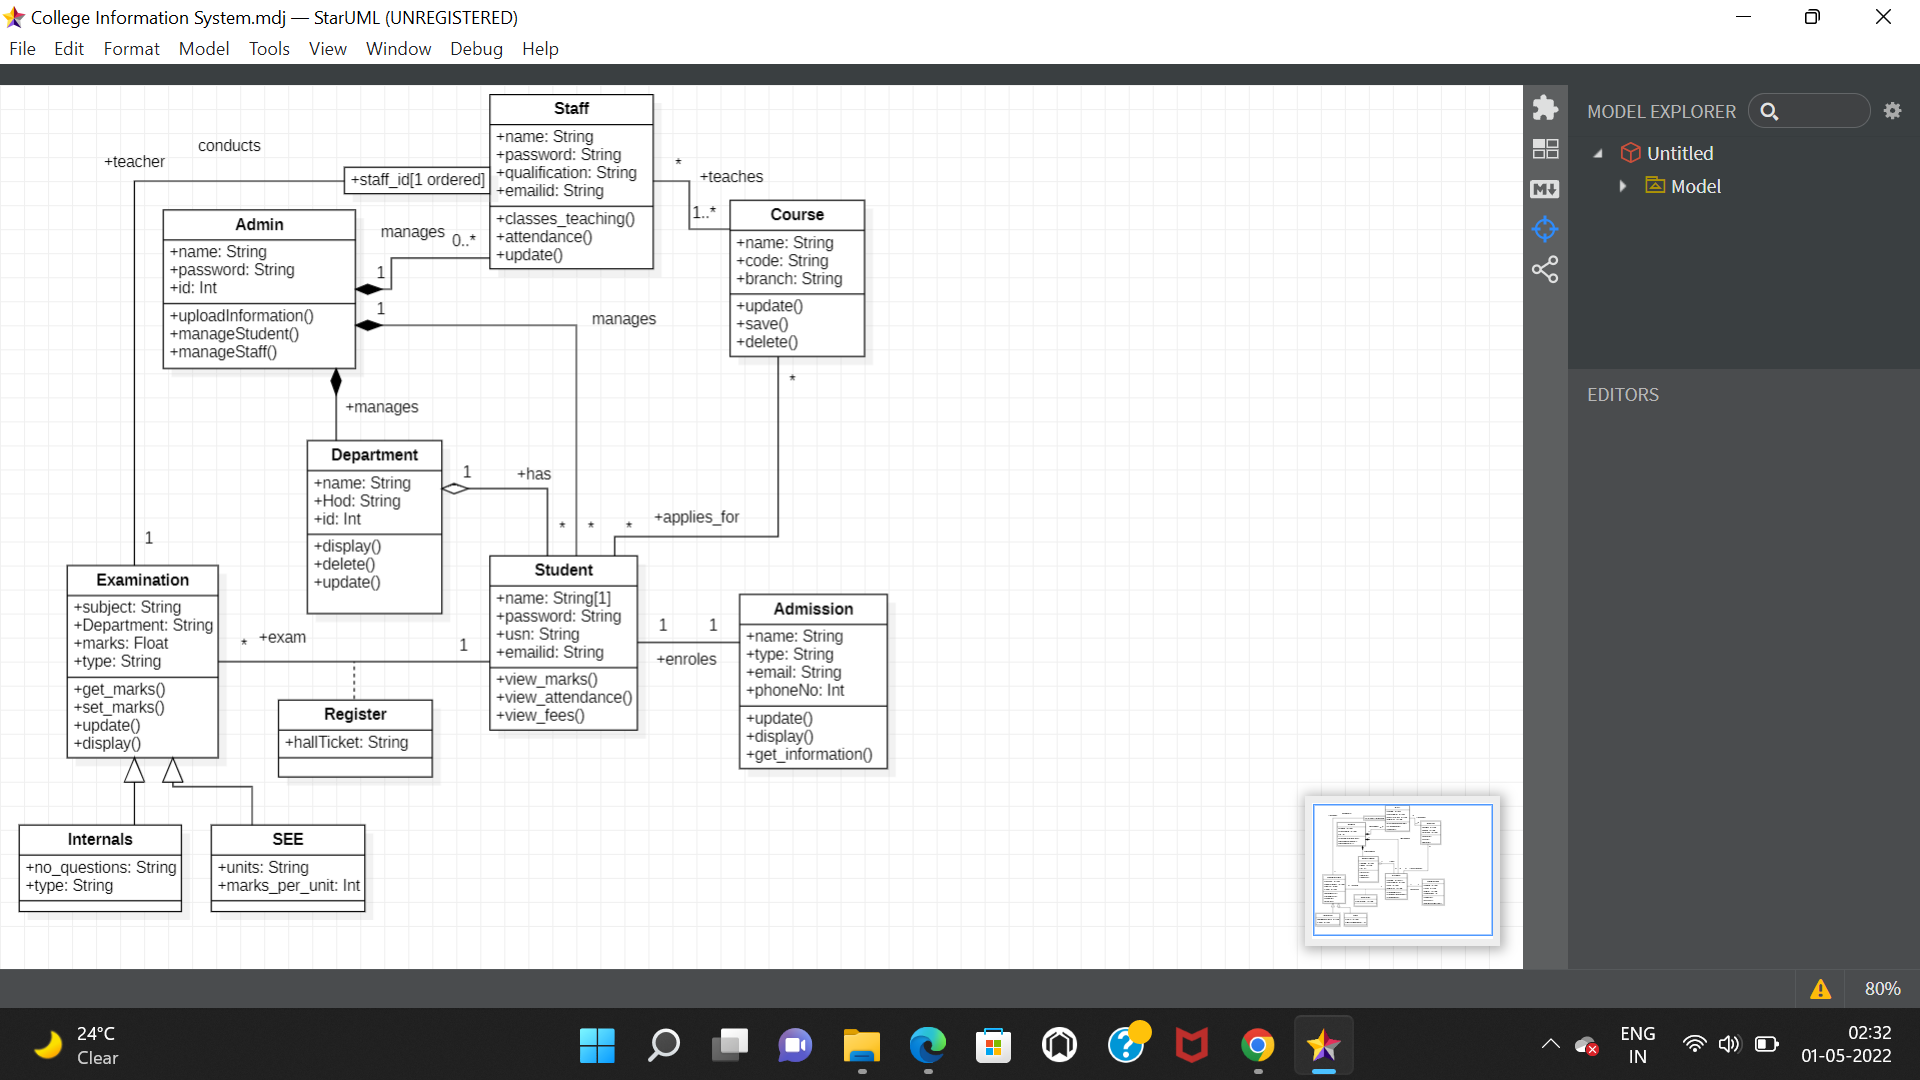 College Information System.mdj — StarUML (UNREGISTERED)
File Edit Format Model Tools View Window Debug Help
MODEL EXPLORER
Untitled
Model
EDITORS
Staff
+name: String
+password: String
+qualification: String
+emailid: String
+classes_teaching()
+attendance()
+update()
conducts
+teacher
+staff_id[1 ordered]
*
+teaches
1..*
Course
+name: String
+code: String
+branch: String
+update()
+save()
+delete()
Admin
+name: String
+password: String
+id: Int
+uploadInformation()
+manageStudent()
+manageStaff()
manages
0..*
1
1
manages
*
+manages
Department
+name: String
+Hod: String
+id: Int
+display()
+delete()
+update()
1
+has
*
*
*
+applies_for
1
Examination
+subject: String
+Department: String
+marks: Float
+type: String
+get_marks()
+set_marks()
+update()
+display()
*
+exam
1
Student
+name: String[1]
+password: String
+usn: String
+emailid: String
+view_marks()
+view_attendance()
+view_fees()
1
1
+enroles
Admission
+name: String
+type: String
+email: String
+phoneNo: Int
+update()
+display()
+get_information()
Register
+hallTicket: String
Internals
+no_questions: String
+type: String
SEE
+units: String
+marks_per_unit: Int
80%
24°C
Clear
ENG
IN
02:32
01-05-2022